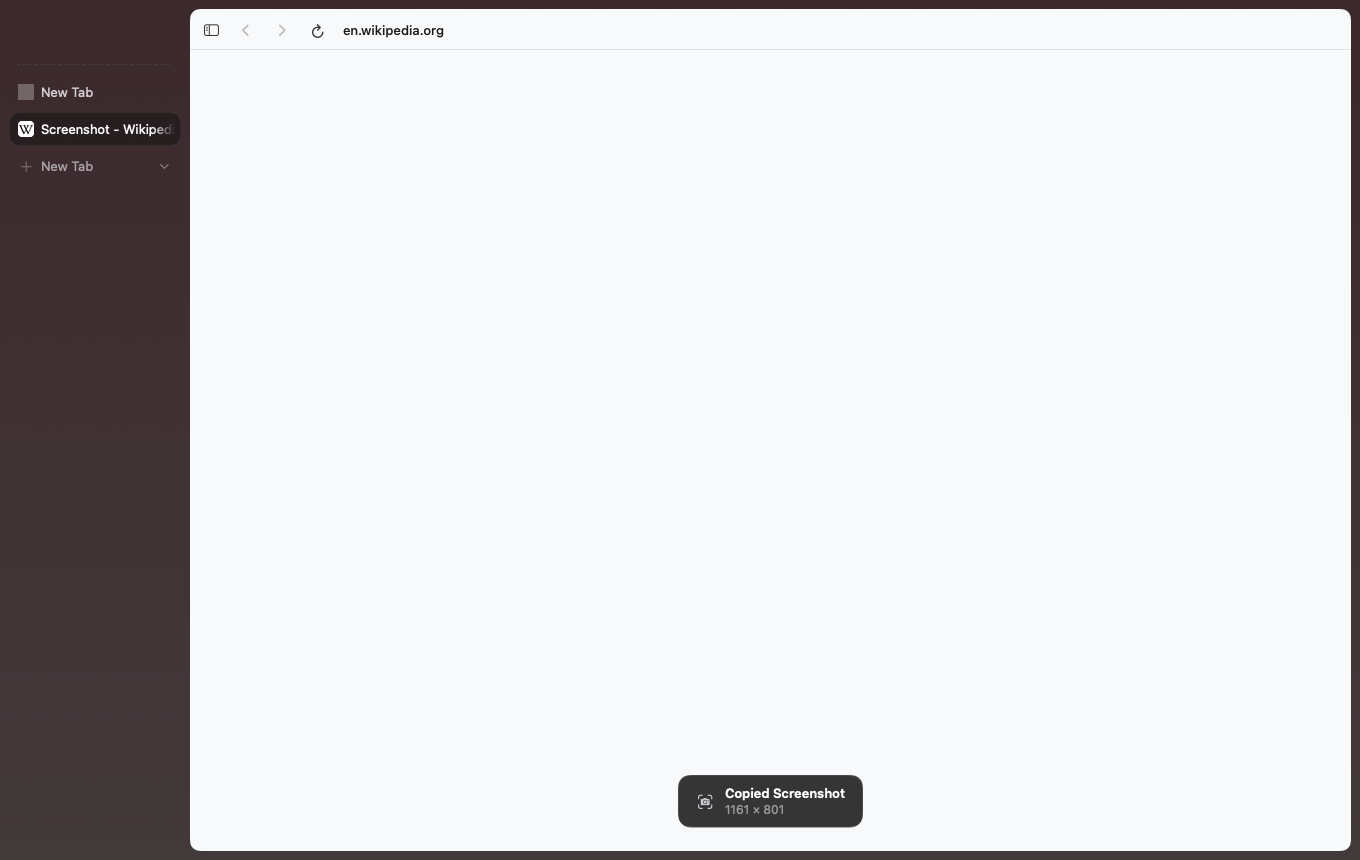 en.wikipedia.org
New Tab
W Screenshot - Wikiped
New Tab
Copied Screenshot
1161 × 801